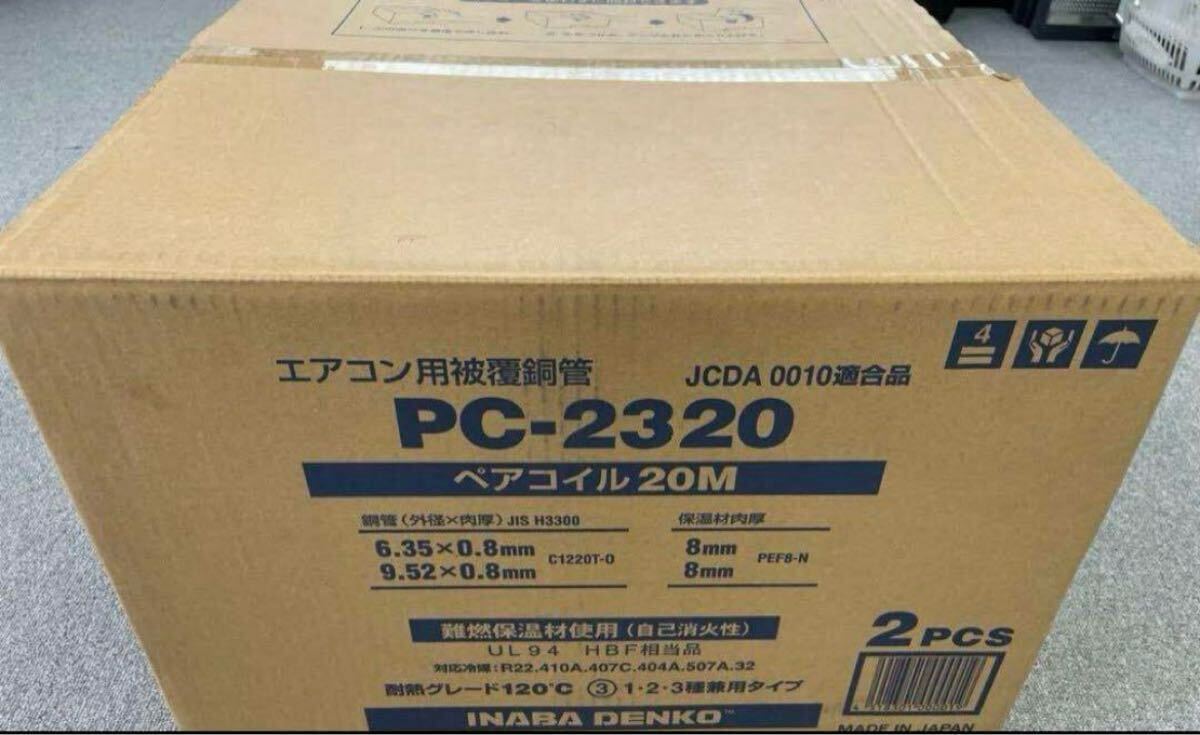 4
エアコン用被覆銅管
JCDA 0010適合品
PC-2320
ペアコイル 20M
銅管(外径×肉厚) JIS H3300
6.35×0.8mm
9.52×0.8mm
C1220T-O
保温材肉厚
8mm
8mm
PEF8-N
難燃保温材使用(自己消火性)
UL94 HBF相当品
対応冷媒:R22.410A.407C.404A.507A.32
耐熱グレード120℃ ③ 1・2・3種兼用タイプ
INABA DENKO™
2PCS
MADE IN JAPAN